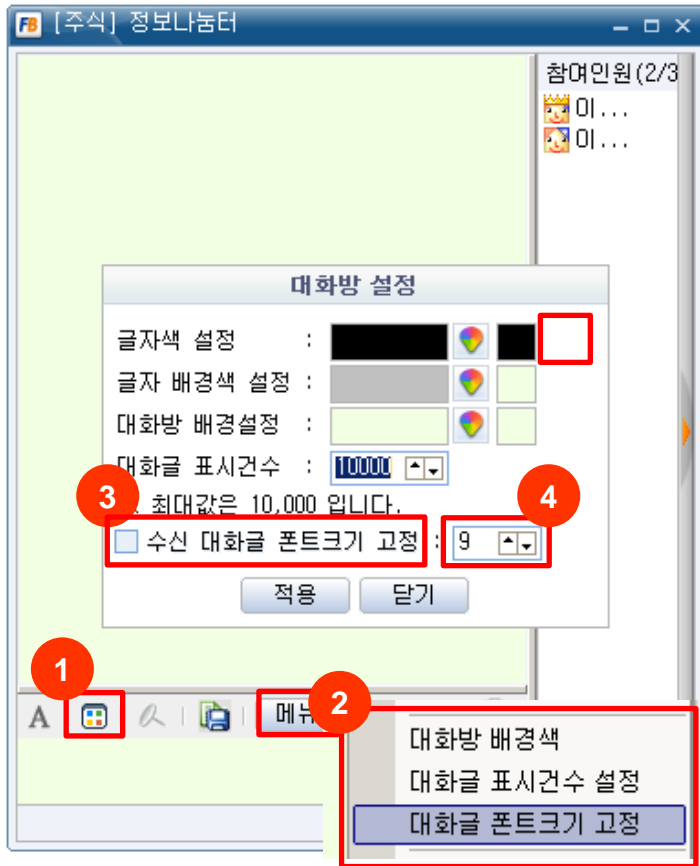 FB [주식] 정보나눔터
참여인원(2/3
이...
이...
대화방 설정
글자색 설정 :
글자 배경색 설정 :
대화방 배경설정 :
대화글 표시건수 : 10000
최대값은 10,000 입니다.
3
4
수신 대화글 폰트크기 고정 : 9
적용 닫기
1
2
A
메뉴
대화방 배경색
대화글 표시건수 설정
대화글 폰트크기 고정